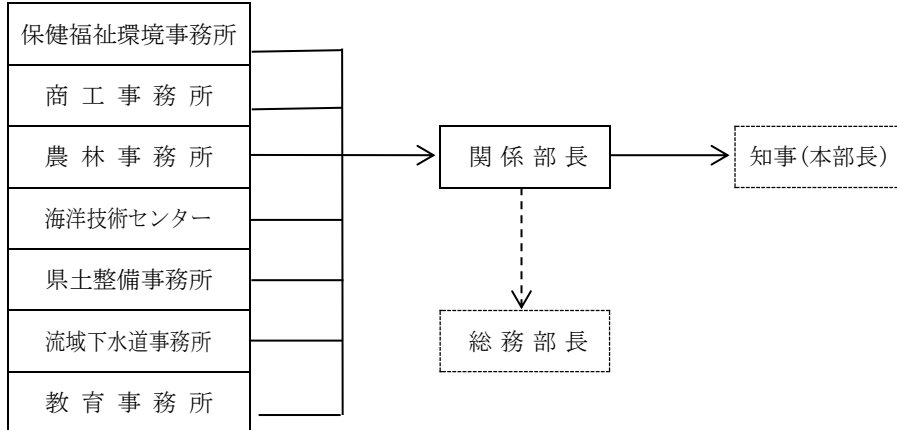 保健福祉環境事務所
商工事務所
農林事務所
海洋技術センター
県土整備事務所
流域下水道事務所
教育事務所
関係部長
知事(本部長)
総務部長